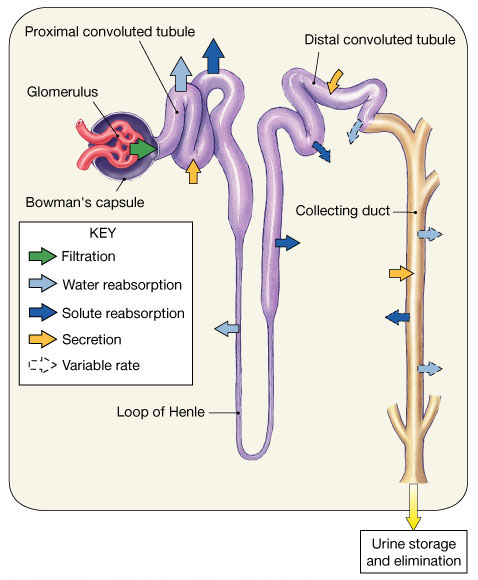 Proximal convoluted tubule
Distal convoluted tubule
Glomerulus
Bowman's capsule
Collecting duct
KEY
Filtration
Water reabsorption
Solute reabsorption
Secretion
Variable rate
Loop of Henle
Urine storage
and elimination